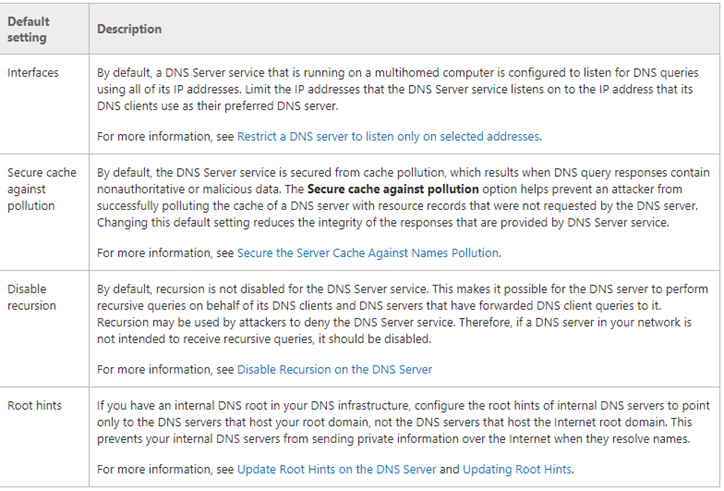 Default
setting
Description
Interfaces
By default, a DNS Server service that is running on a multihomed computer is configured to listen for DNS queries
using all of its IP addresses. Limit the IP addresses that the DNS Server service listens on to the IP address that its
DNS clients use as their preferred DNS server.
For more information, see Restrict a DNS server to listen only on selected addresses.
Secure cache
against
pollution
By default, the DNS Server service is secured from cache pollution, which results when DNS query responses contain
nonauthoritative or malicious data. The Secure cache against pollution option helps prevent an attacker from
successfully polluting the cache of a DNS server with resource records that were not requested by the DNS server.
Changing this default setting reduces the integrity of the responses that are provided by DNS Server service.
For more information, see Secure the Server Cache Against Names Pollution.
Disable
recursion
By default, recursion is not disabled for the DNS Server service. This makes it possible for the DNS server to perform
recursive queries on behalf of its DNS clients and DNS servers that have forwarded DNS client queries to it.
Recursion may be used by attackers to deny the DNS Server service. Therefore, if a DNS server in your network is
not intended to receive recursive queries, it should be disabled.
For more information, see Disable Recursion on the DNS Server
Root hints
If you have an internal DNS root in your DNS infrastructure, configure the root hints of internal DNS servers to point
only to the DNS servers that host your root domain, not the DNS servers that host the Internet root domain. This
prevents your internal DNS servers from sending private information over the Internet when they resolve names.
For more information, see Update Root Hints on the DNS Server and Updating Root Hints.